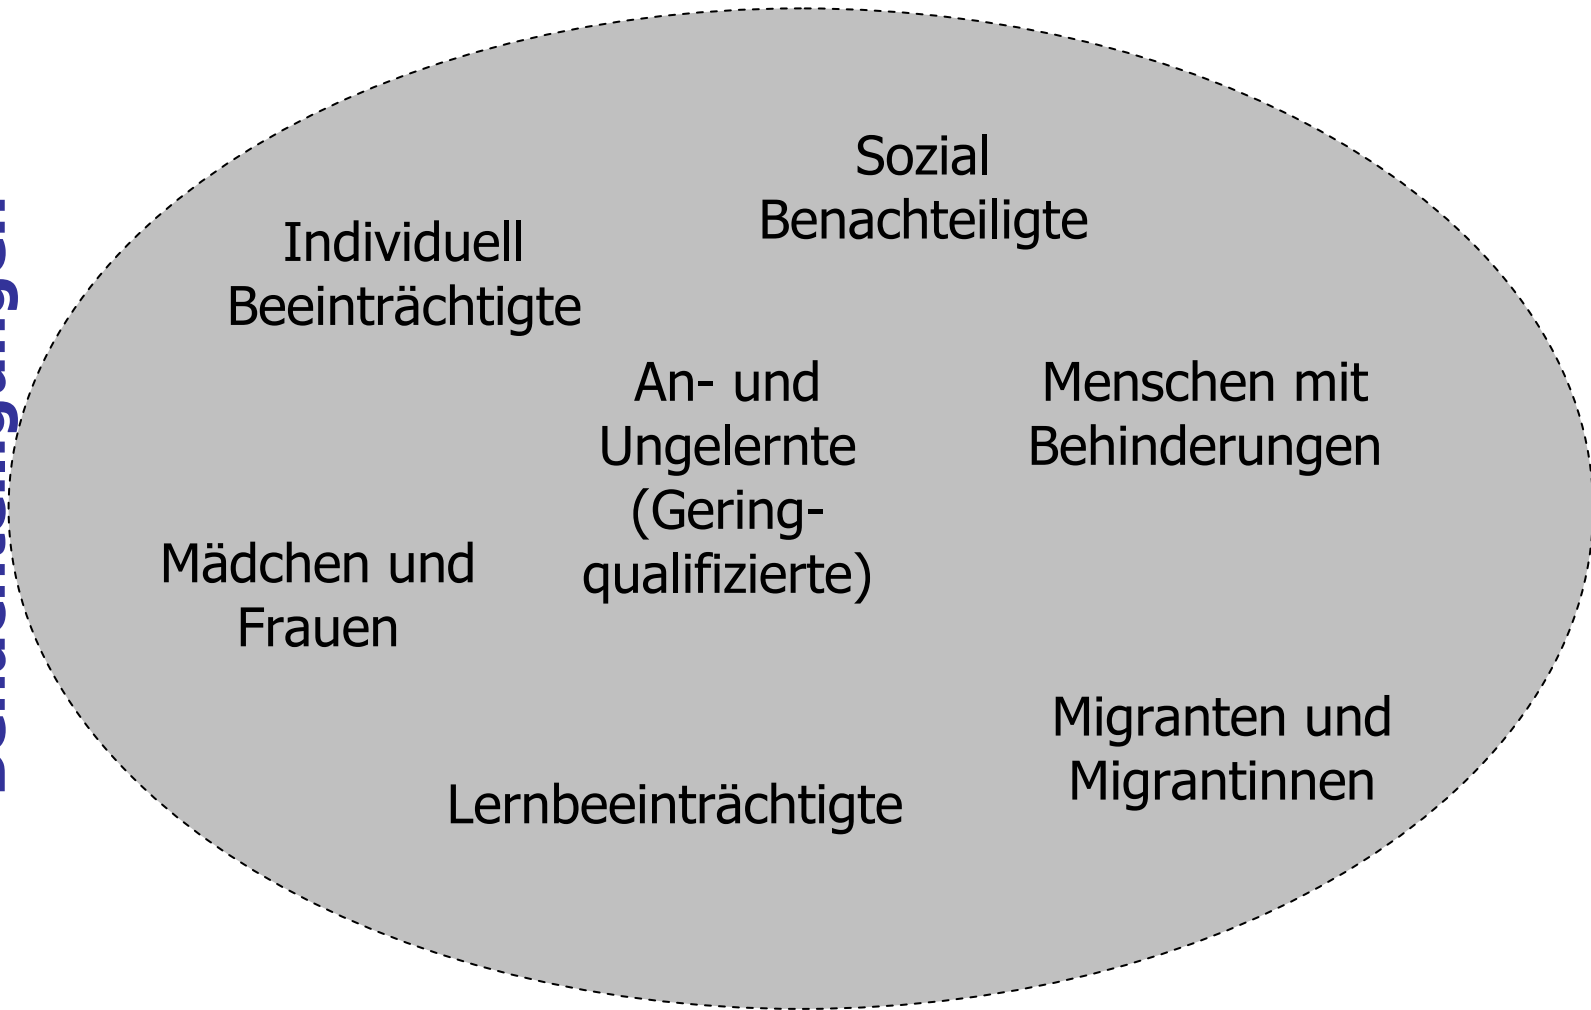 Sozial
Benachteiligte
Individuell
Beeinträchtigte
An- und
Ungelernte
(Gering-
qualifizierte)
Menschen mit
Behinderungen
Mädchen und
Frauen
Migranten und
Migrantinnen
Lernbeeinträchtigte